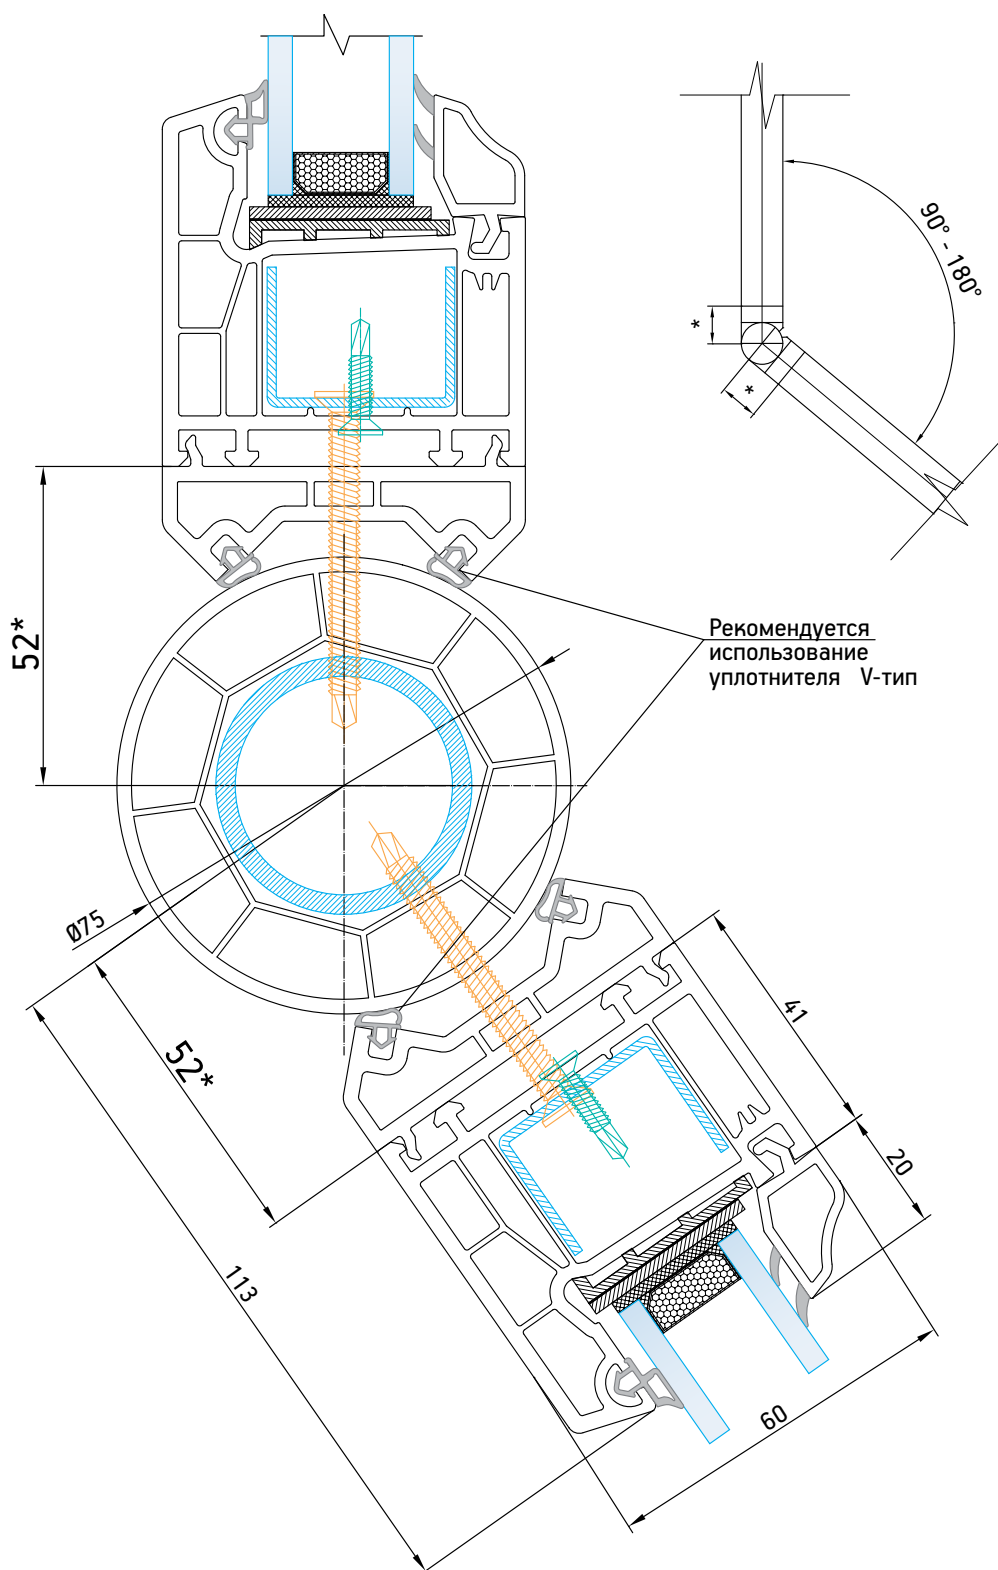 90° - 180°
*
*
52*
Рекомендуется
использование
уплотнителя V-тип
Ø75
52*
41
20
113
60